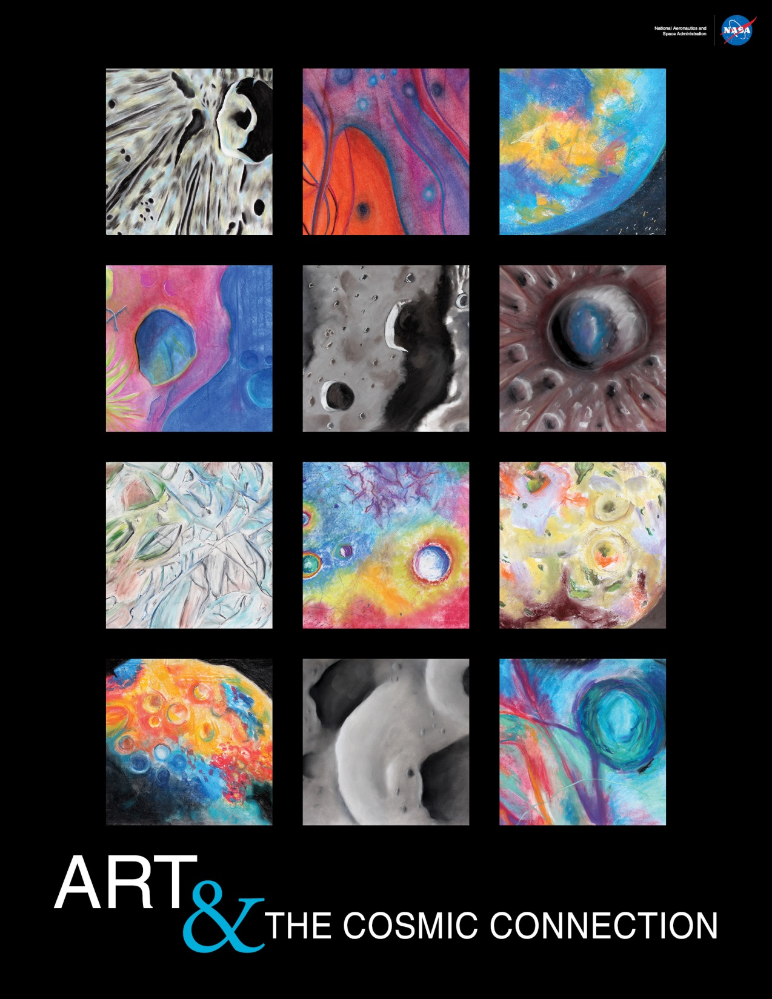 National Aeronautics and
Space Administration
NASA
ART
& THE COSMIC CONNECTION